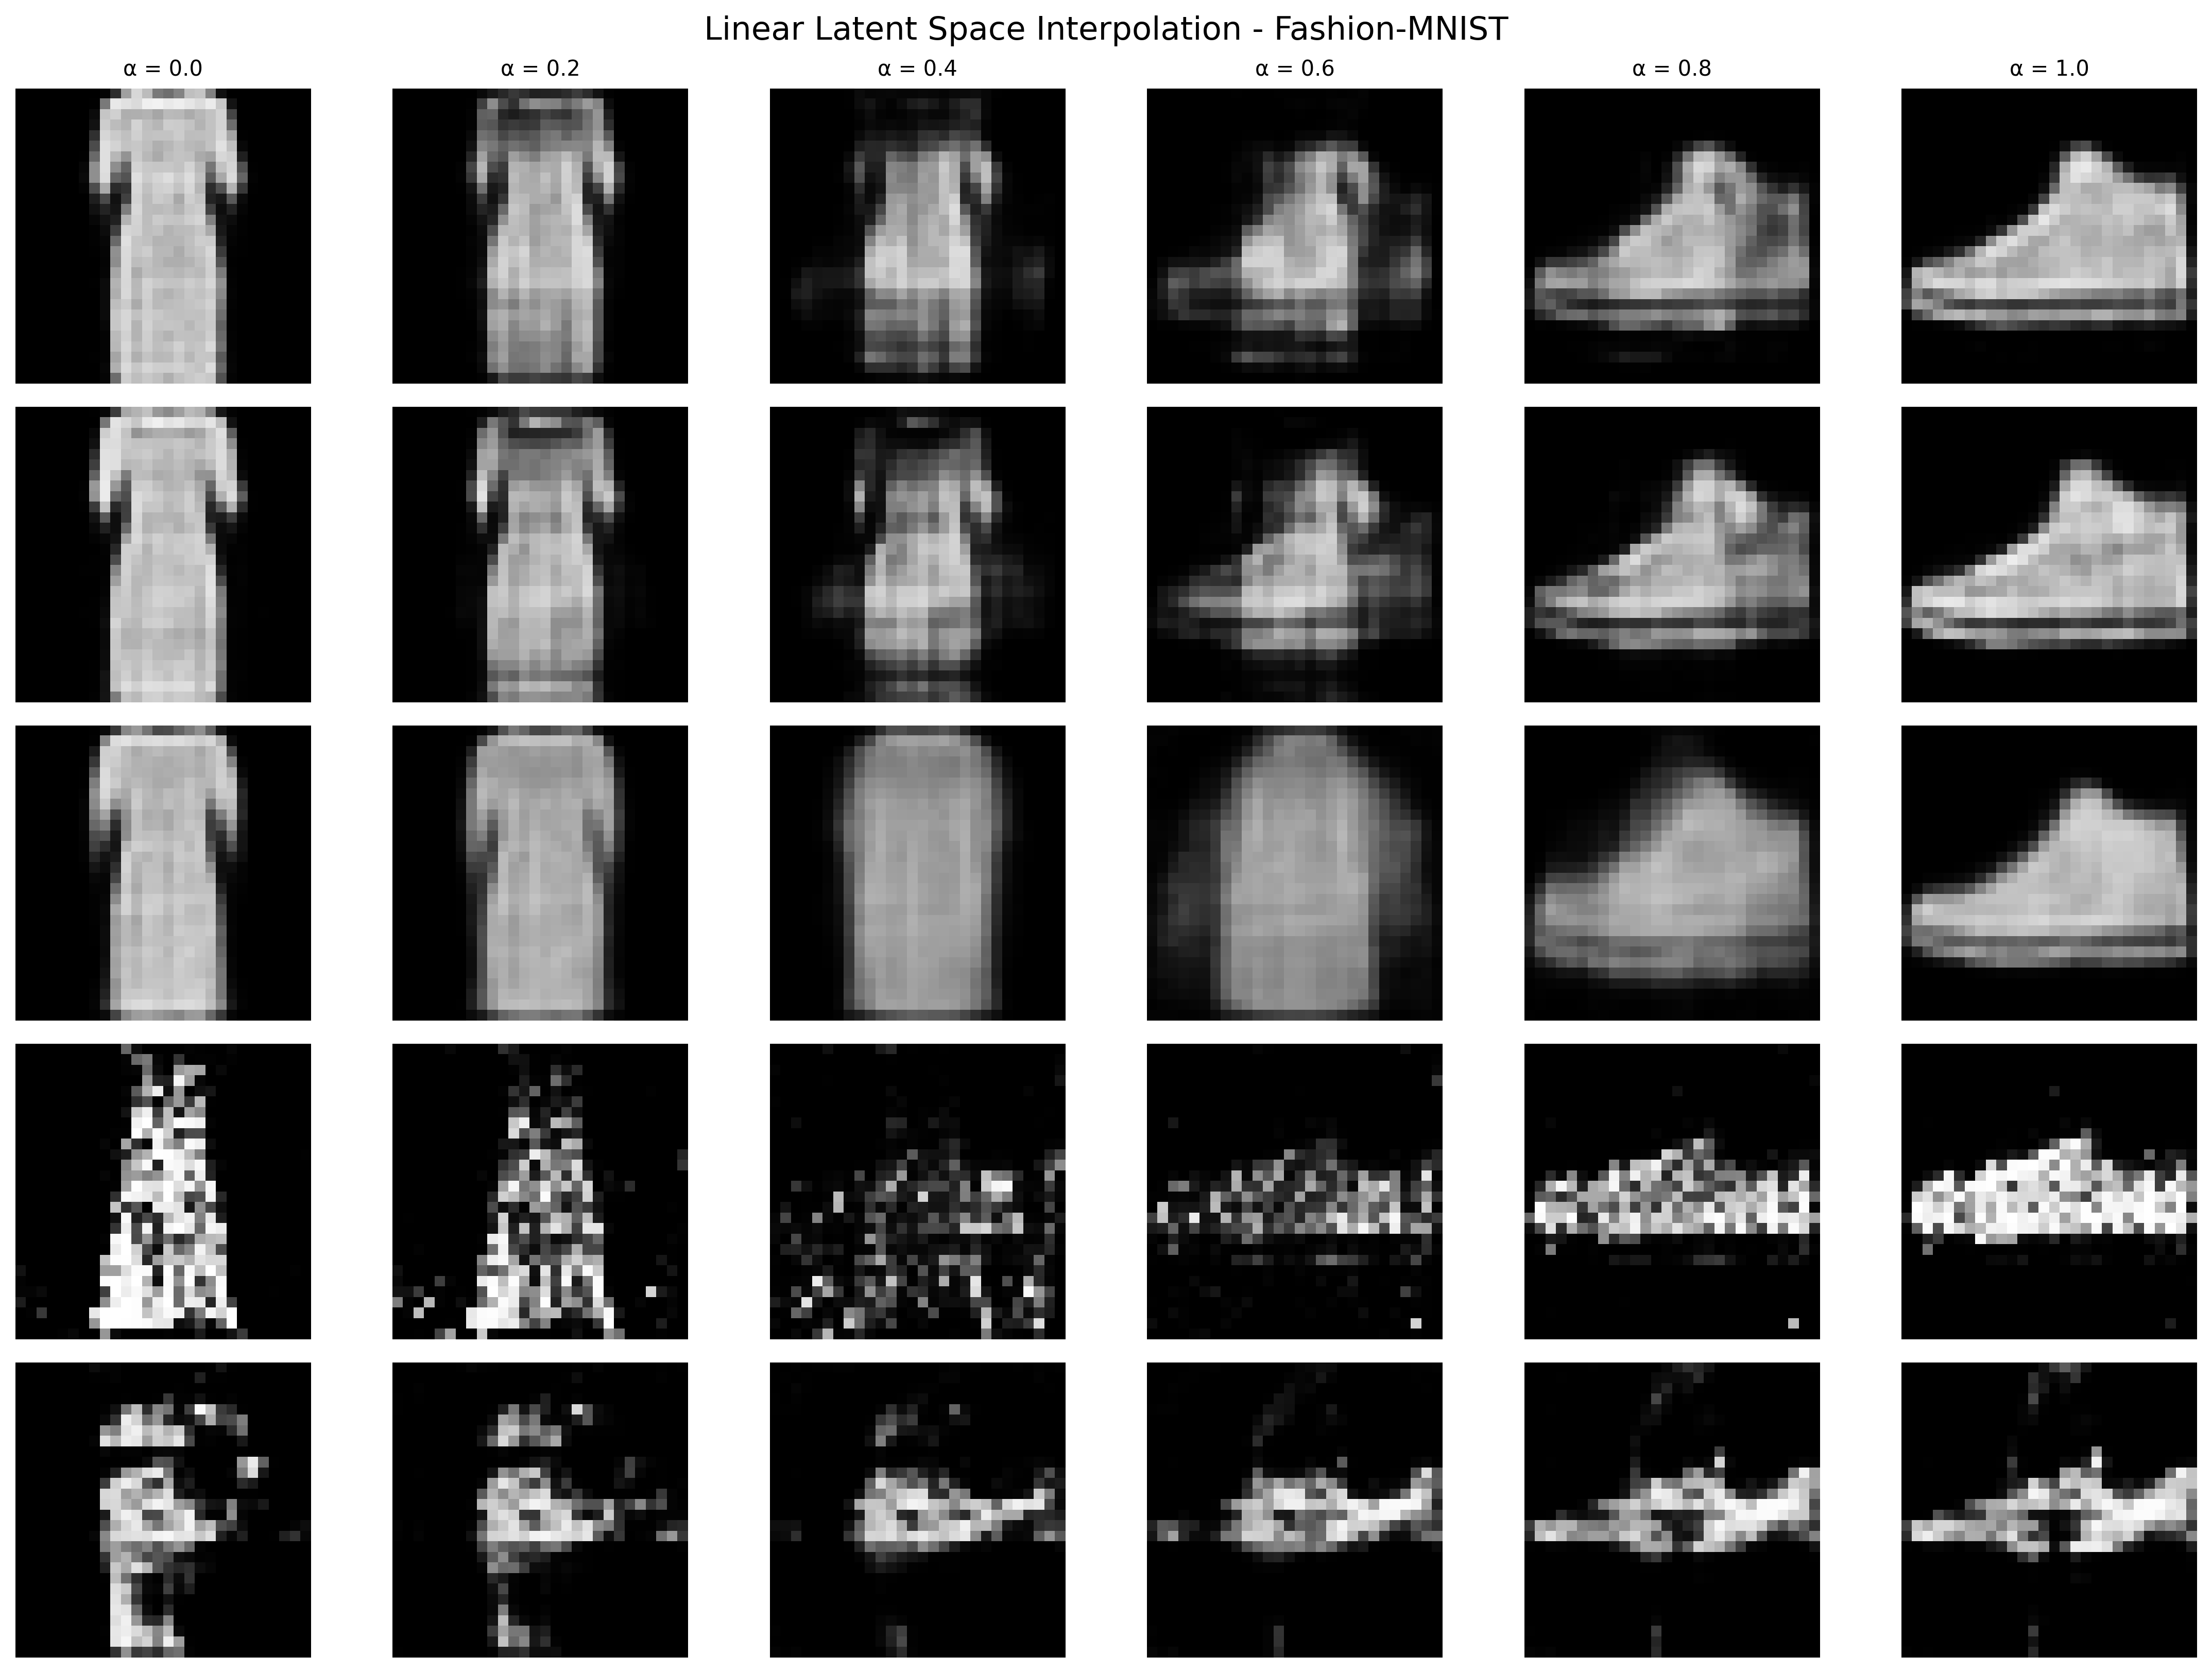 Linear Latent Space Interpolation - Fashion-MNIST
α = 0.0 α = 0.2 α = 0.4 α = 0.6 α = 0.8 α = 1.0